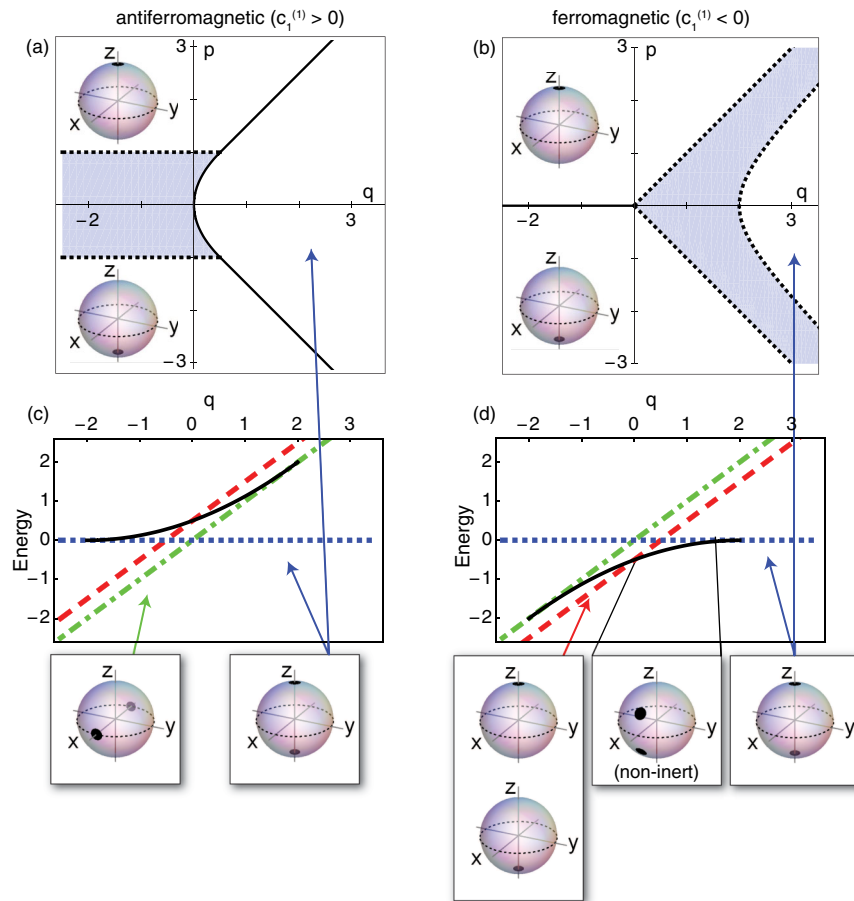 antiferromagnetic (c₁⁽¹⁾ > 0)
ferromagnetic (c₁⁽¹⁾ < 0)
(a)
z
x
y
3
p
q
−2
3
z
x
y
−3
(b)
z
x
y
3
p
q
−2
3
z
x
y
−3
(c)
q
−2 −1 0 1 2 3
Energy
2
1
0
−1
−2
(d)
q
−2 −1 0 1 2 3
Energy
2
1
0
−1
−2
z
x
y
z
x
y
z
x
y
z
x
y
z
x
y
(non-inert)
z
x
y